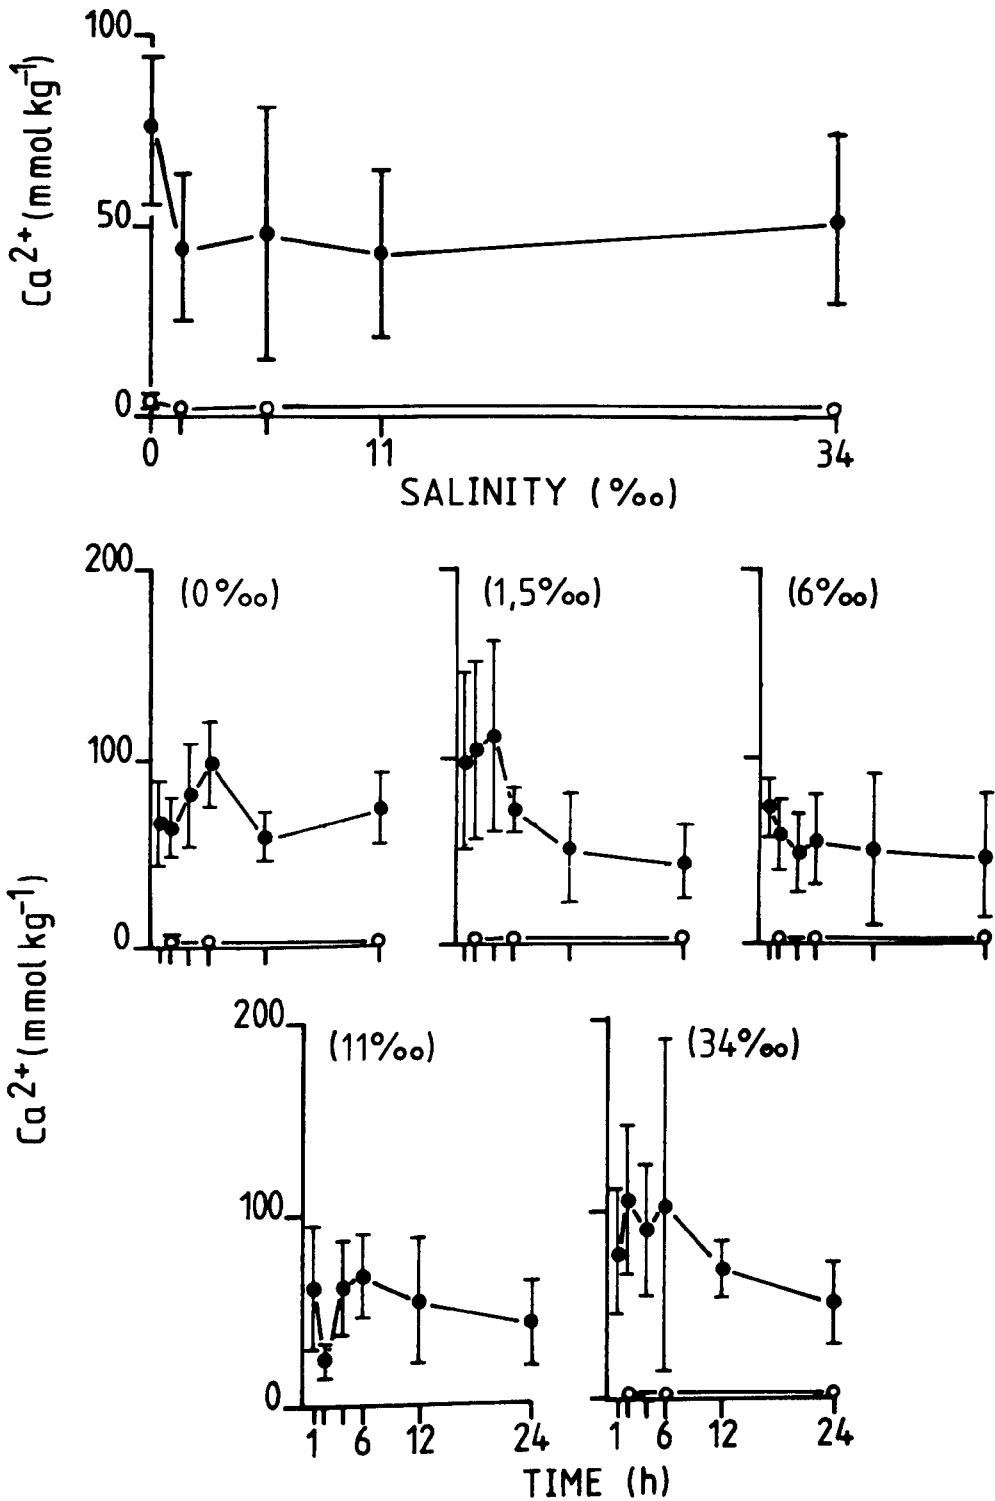 100
Ca2+ (mmol kg-1)
50
0
0 11 34
SALINITY (‰)
200
(0‰) (1,5‰) (6‰)
100
0
Ca2+ (mmol kg-1)
200
(11‰) (34‰)
100
0
1 6 12 24 1 6 12 24
TIME (h)